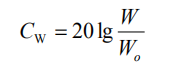 C_W = 20 lg W/W_o